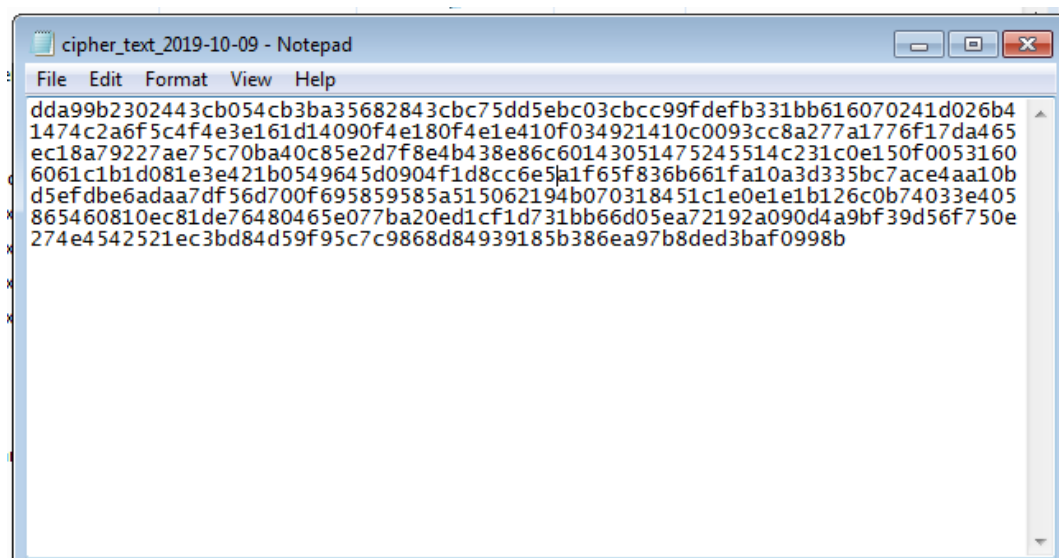 cipher_text_2019-10-09 - Notepad
File Edit Format View Help
dda99b2302443cb054cb3ba35682843cbc75dd5ebc03cbcc99fdefb331bb616070241d026b4
1474c2a6f5c4f4e3e161d14090f4e180f4e1e410f034921410c0093cc8a277a1776f17da465
ec18a79227ae75c70ba40c85e2d7f8e4b438e86c60143051475245514c231c0e150f0053160
6061c1b1d081e3e421b0549645d0904f1d8cc6e5a1f65f836b661fa10a3d335bc7ace4aa10b
d5efdbe6adaa7df56d700f695859585a515062194b070318451c1e0e1e1b126c0b74033e405
865460810ec81de76480465e077ba20ed1cf1d731bb66d05ea72192a090d4a9bf39d56f750e
274e4542521ec3bd84d59f95c7c9868d84939185b386ea97b8ded3baf0998b